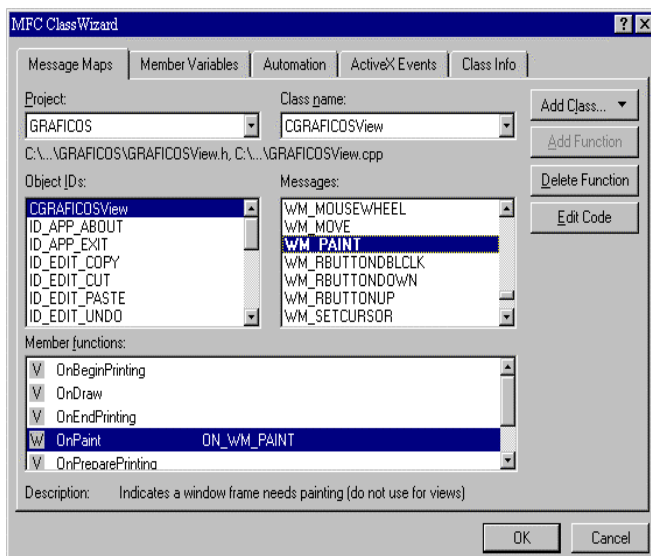 MFC ClassWizard
Message Maps Member Variables Automation ActiveX Events Class Info
Project: Class name:
GRAFICOS CGRAFICOSView
Add Class...
C:\...\GRAFICOS\GRAFICOSView.h, C:\...\GRAFICOSView.cpp
Add Function
Object IDs: Messages:
Delete Function
Edit Code
CGRAFICOSView
ID_APP_ABOUT
ID_APP_EXIT
ID_EDIT_COPY
ID_EDIT_CUT
ID_EDIT_PASTE
ID_EDIT_UNDO
WM_MOUSEWHEEL
WM_MOVE
WM_PAINT
WM_RBUTTONDBLCLK
WM_RBUTTONDOWN
WM_RBUTTONUP
WM_SETCURSOR
Member functions:
V OnBeginPrinting
V OnDraw
V OnEndPrinting
W OnPaint ON_WM_PAINT
V OnPreparePrinting
Description: Indicates a window frame needs painting (do not use for views)
OK Cancel